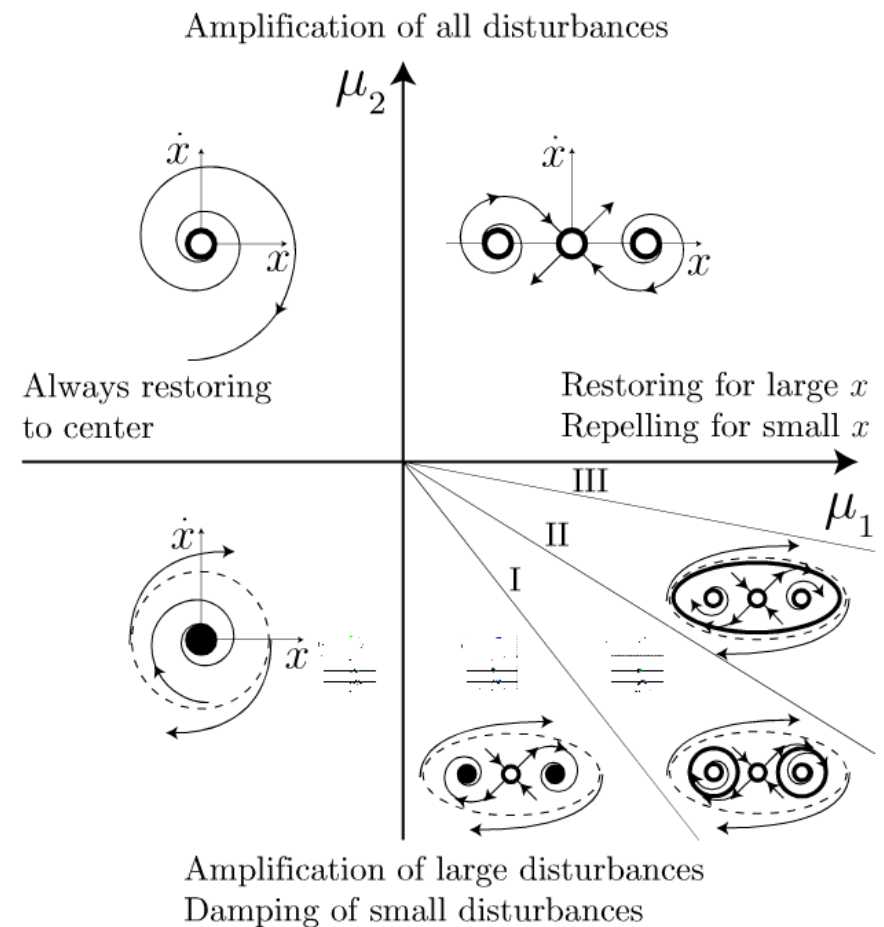 Amplification of all disturbances
μ₂
ẋ
x
ẋ
x
Always restoring
to center
Restoring for large x
Repelling for small x
III
μ₁
II
I
ẋ
x
Amplification of large disturbances
Damping of small disturbances